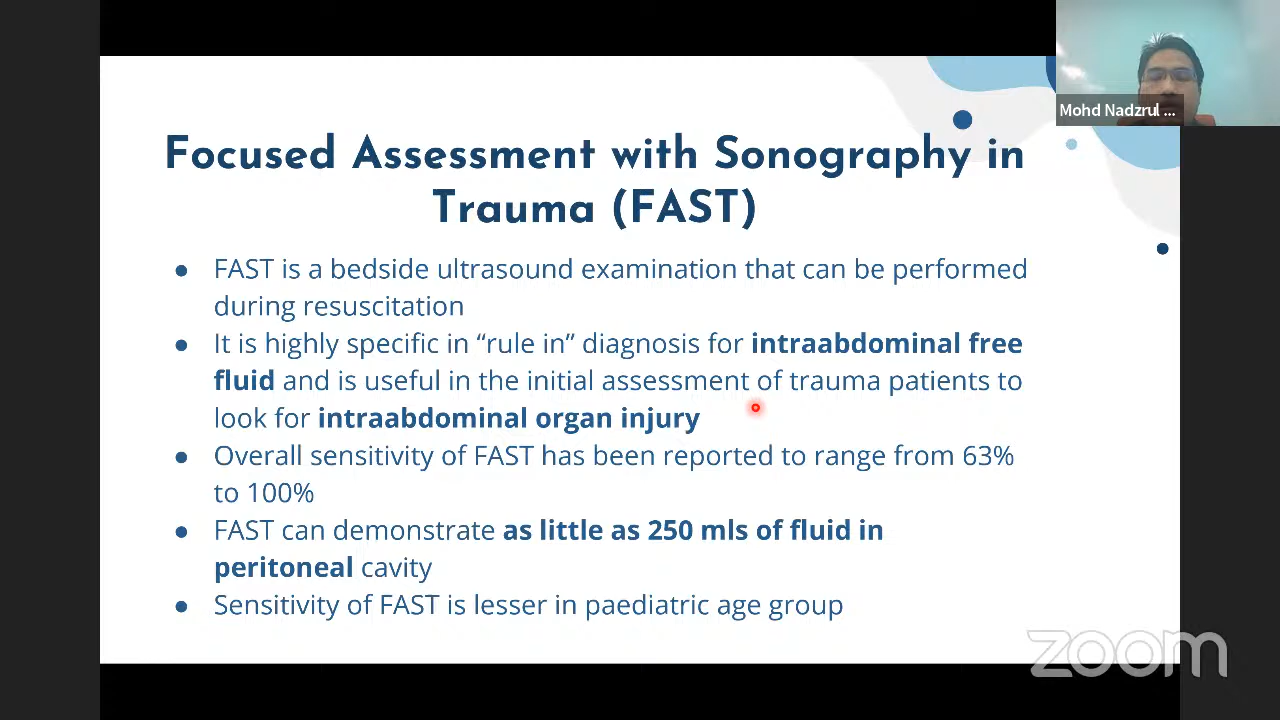 Mohd Nadzrul ...
Focused Assessment with Sonography in
Trauma (FAST)
● FAST is a bedside ultrasound examination that can be performed
during resuscitation
● It is highly specific in “rule in” diagnosis for intraabdominal free
fluid and is useful in the initial assessment of trauma patients to
look for intraabdominal organ injury
● Overall sensitivity of FAST has been reported to range from 63%
to 100%
● FAST can demonstrate as little as 250 mls of fluid in
peritoneal cavity
● Sensitivity of FAST is lesser in paediatric age group
zoom